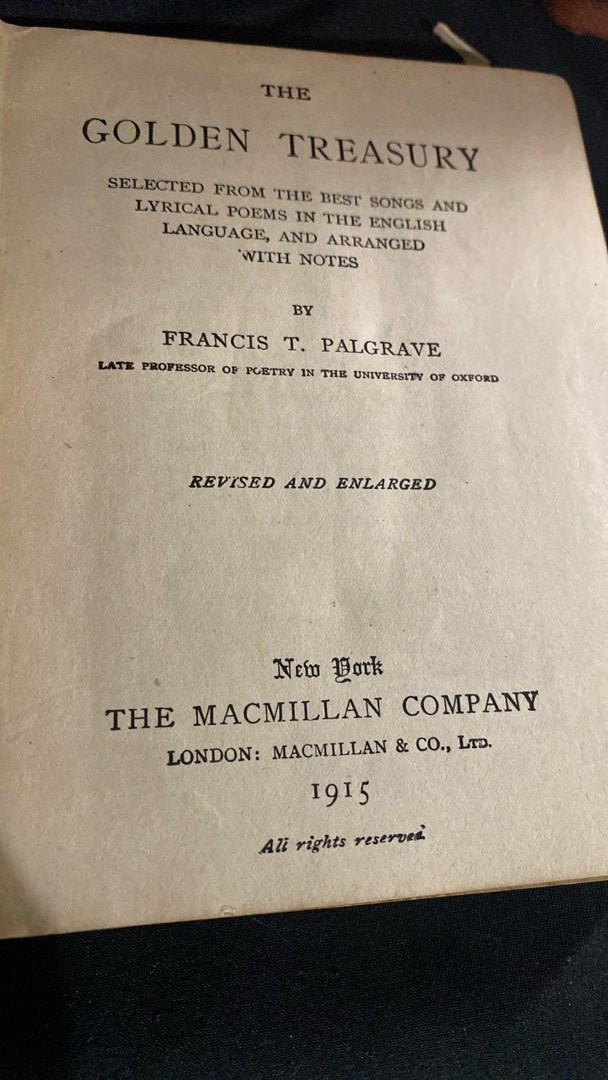 THE
GOLDEN TREASURY
SELECTED FROM THE BEST SONGS AND
LYRICAL POEMS IN THE ENGLISH
LANGUAGE, AND ARRANGED
WITH NOTES
BY
FRANCIS T. PALGRAVE
LATE PROFESSOR OF POETRY IN THE UNIVERSITY OF OXFORD
REVISED AND ENLARGED
New York
THE MACMILLAN COMPANY
LONDON: MACMILLAN & CO., LTD.
1915
All rights reserved